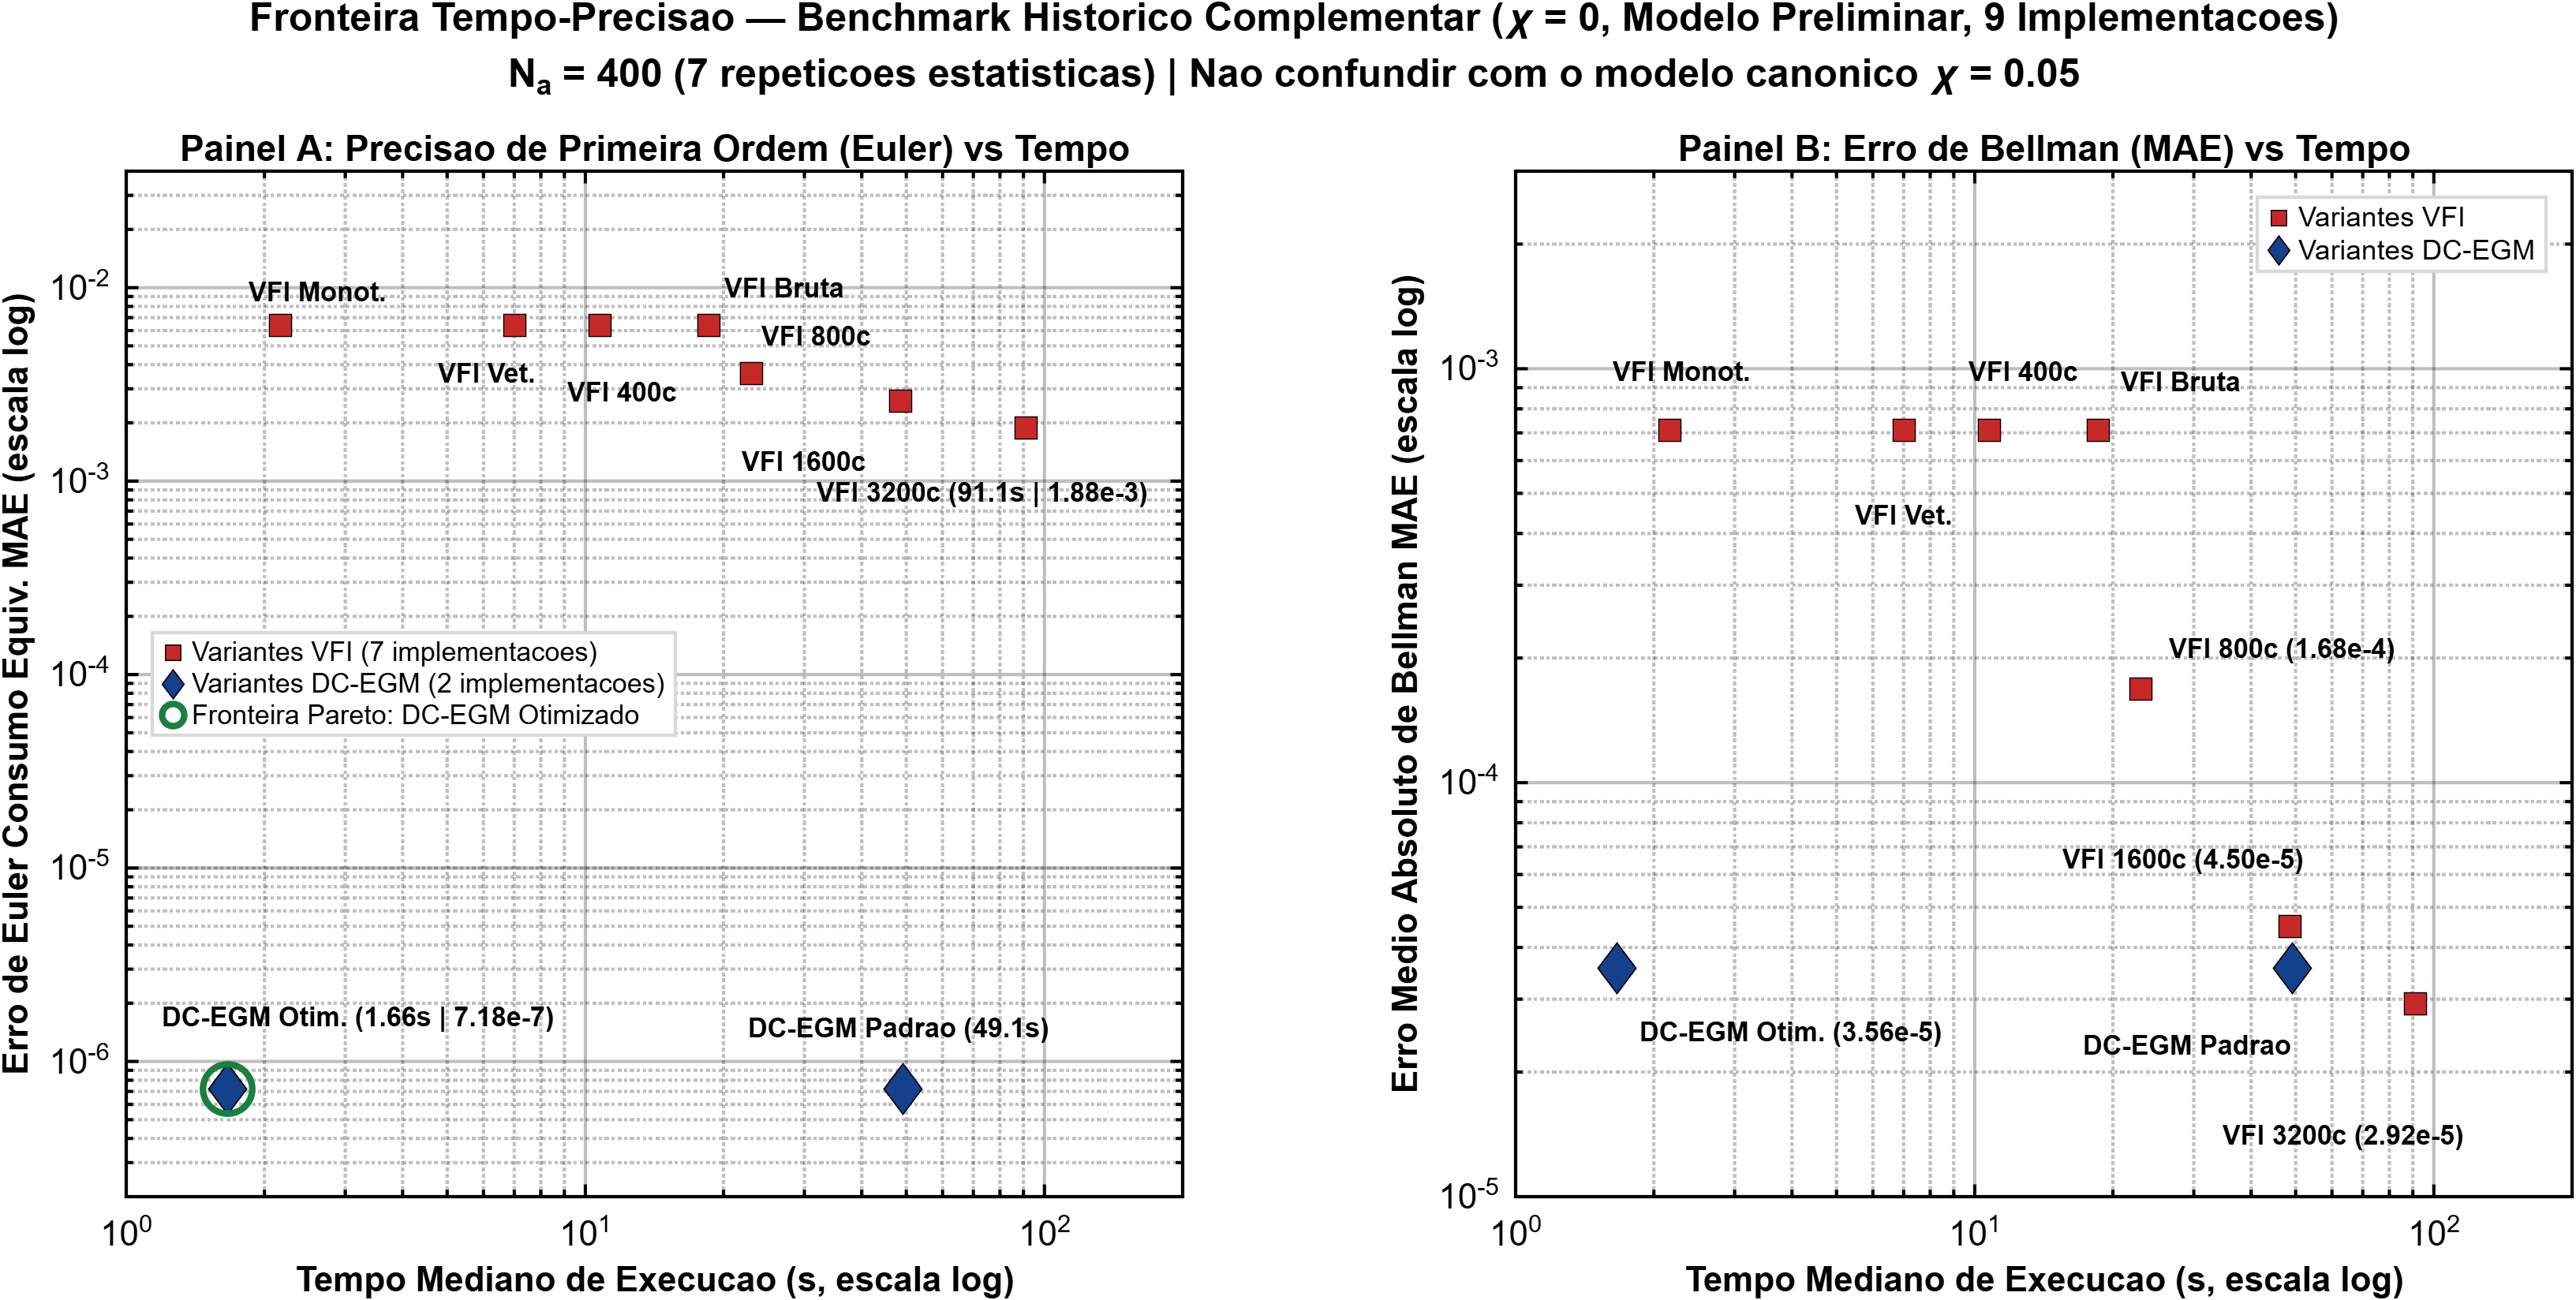 Fronteira Tempo-Precisao — Benchmark Historico Complementar (χ = 0, Modelo Preliminar, 9 Implementacoes)
Nₐ = 400 (7 repeticoes estatisticas) | Nao confundir com o modelo canonico χ = 0.05
Painel A: Precisao de Primeira Ordem (Euler) vs Tempo
Erro de Euler Consumo Equiv. MAE (escala log)
10⁻²
10⁻³
10⁻⁴
10⁻⁵
10⁻⁶
VFI Monot.
VFI Bruta
VFI 800c
VFI Vet.
VFI 400c
VFI 1600c
VFI 3200c (91.1s | 1.88e-3)
Variantes VFI (7 implementacoes)
Variantes DC-EGM (2 implementacoes)
Fronteira Pareto: DC-EGM Otimizado
DC-EGM Otim. (1.66s | 7.18e-7)
DC-EGM Padrao (49.1s)
10⁰
10¹
10²
Tempo Mediano de Execucao (s, escala log)
Painel B: Erro de Bellman (MAE) vs Tempo
Erro Medio Absoluto de Bellman MAE (escala log)
10⁻³
10⁻⁴
10⁻⁵
Variantes VFI
Variantes DC-EGM
VFI Monot.
VFI 400c
VFI Bruta
VFI Vet.
VFI 800c (1.68e-4)
VFI 1600c (4.50e-5)
DC-EGM Otim. (3.56e-5)
DC-EGM Padrao
VFI 3200c (2.92e-5)
10⁰
10¹
10²
Tempo Mediano de Execucao (s, escala log)